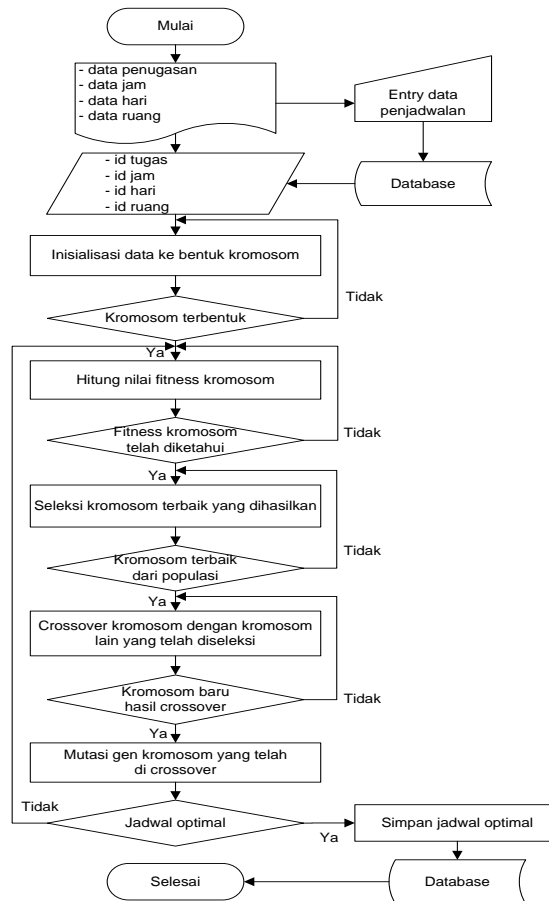 Mulai
- data penugasan
- data jam
- data hari
- data ruang
Entry data
penjadwalan
- id tugas
- id jam
- id hari
- id ruang
Database
Inisialisasi data ke bentuk kromosom
Tidak
Kromosom terbentuk
Ya
Hitung nilai fitness kromosom
Fitness kromosom
telah diketahui
Tidak
Ya
Seleksi kromosom terbaik yang dihasilkan
Tidak
Kromosom terbaik
dari populasi
Ya
Crossover kromosom dengan kromosom
lain yang telah diseleksi
Kromosom baru
hasil crossover
Tidak
Ya
Mutasi gen kromosom yang telah
di crossover
Tidak
Jadwal optimal
Ya
Simpan jadwal optimal
Selesai
Database